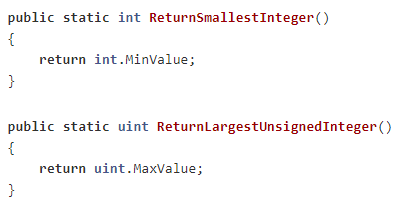 public static int ReturnSmallestInteger()
{
    return int.MinValue;
}

public static uint ReturnLargestUnsignedInteger()
{
    return uint.MaxValue;
}